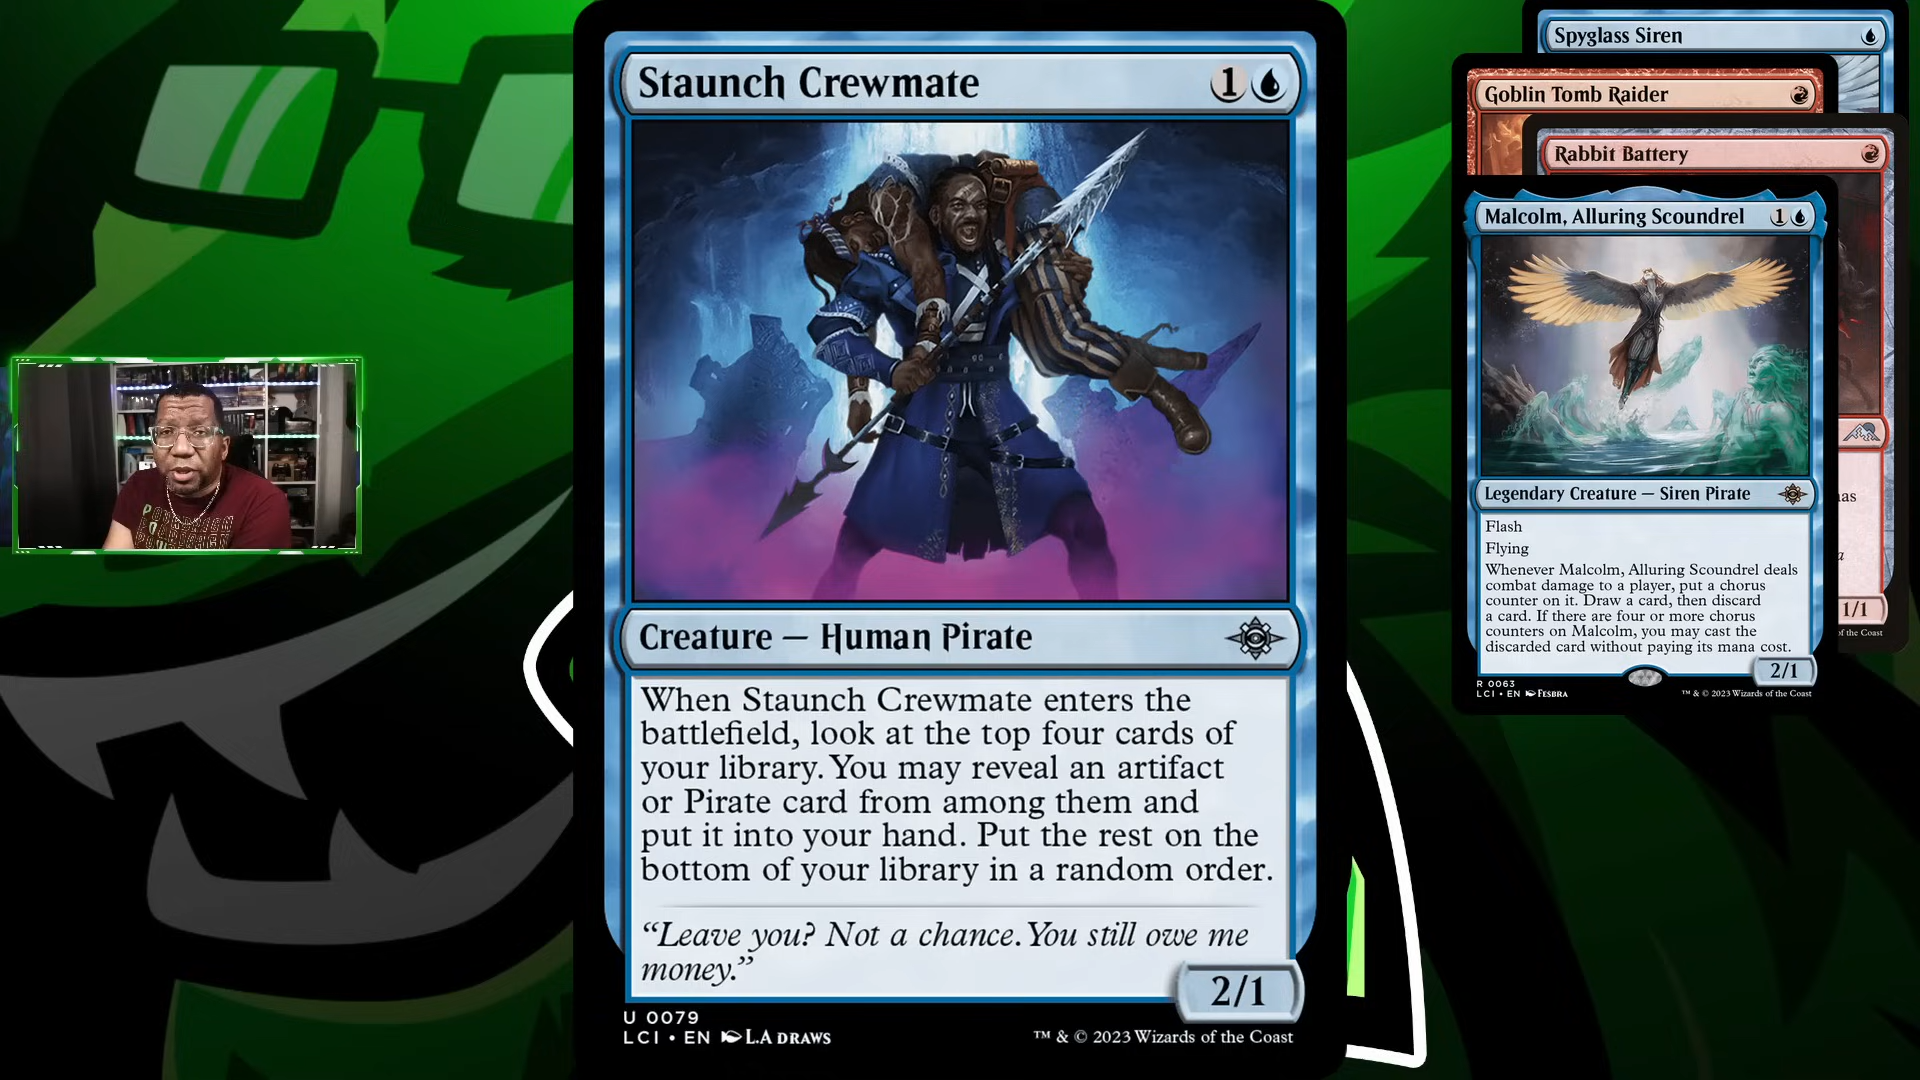 Staunch Crewmate
1
Creature — Human Pirate
When Staunch Crewmate enters the
battlefield, look at the top four cards of
your library. You may reveal an artifact
or Pirate card from among them and
put it into your hand. Put the rest on the
bottom of your library in a random order.
“Leave you? Not a chance. You still owe me
money.”
2/1
U 0079
LCI • EN L.A DRAWS
™ & © 2023 Wizards of the Coast
Spyglass Siren
Goblin Tomb Raider
Rabbit Battery
Malcolm, Alluring Scoundrel
1
Legendary Creature — Siren Pirate
Flash
Flying
Whenever Malcolm, Alluring Scoundrel deals
combat damage to a player, put a chorus
counter on it. Draw a card, then discard
a card. If there are four or more chorus
counters on Malcolm, you may cast the
discarded card without paying its mana cost.
2/1
R 0063
LCI • EN FESBRA
™ & © 2023 Wizards of the Coast
1/1
of the Coast